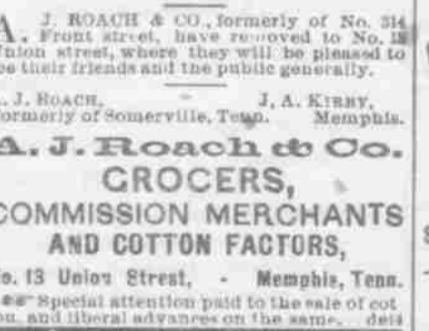 A. J. ROACH & CO., formerly of No. 314
Front street, have removed to No. 13
Union street, where they will be pleased to
see their friends and the public generally.
A. J. ROACH, J. A. KIRBY,
formerly of Somerville, Tenn. Memphis.
A. J. Roach & Co.
GROCERS,
COMMISSION MERCHANTS
AND COTTON FACTORS,
No. 13 Union Street, - Memphis, Tenn.
Special attention paid to the sale of cot
ton, and liberal advances on the same. de14